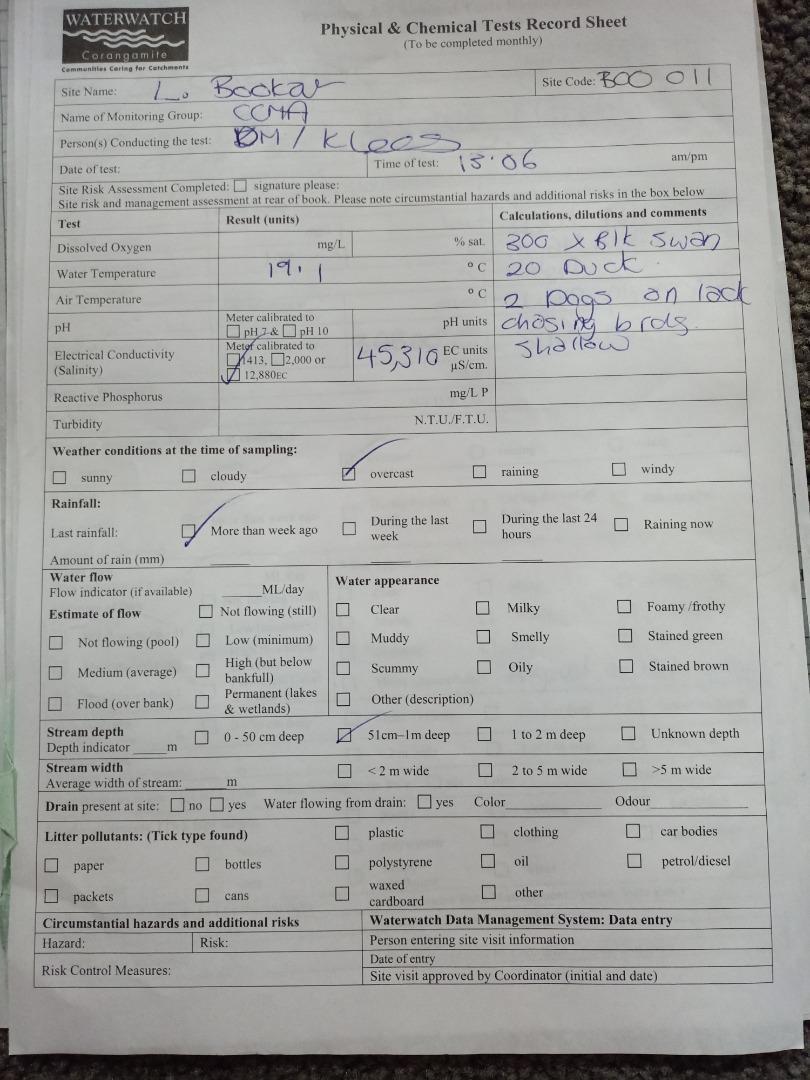 WATERWATCH
Corangamite
Communities Caring for Catchments
Physical & Chemical Tests Record Sheet
(To be completed monthly)
Site Name: L. Bookar
Site Code: BOO 011
Name of Monitoring Group: CCMA
Person(s) Conducting the test: DM / Kloos
Date of test:
Time of test: 13.06 am/pm
Site Risk Assessment Completed: ☐ signature please:
Site risk and management assessment at rear of book. Please note circumstantial hazards and additional risks in the box below
Test Result (units) Calculations, dilutions and comments
Dissolved Oxygen mg/L % sat. 300 x Blk Swan
Water Temperature 19.1 °C 20 Duck.
Air Temperature °C 2 Dogs on lack
pH Meter calibrated to ☐ pH 7 & ☐ pH 10 pH units chasing brds.
Electrical Conductivity (Salinity) Meter calibrated to ☐ 1413, ☐ 2,000 or ☑ 12,880EC 45,310 EC units µS/cm. Shallow
Reactive Phosphorus mg/L P
Turbidity N.T.U./F.T.U.
Weather conditions at the time of sampling:
☐ sunny ☐ cloudy ☑ overcast ☐ raining ☐ windy
Rainfall:
Last rainfall: ☑ More than week ago ☐ During the last week ☐ During the last 24 hours ☐ Raining now
Amount of rain (mm)
Water flow
Flow indicator (if available) ______ML/day
Estimate of flow ☐ Not flowing (still)
☐ Not flowing (pool) ☐ Low (minimum)
☐ Medium (average) ☐ High (but below bankfull)
☐ Flood (over bank) ☐ Permanent (lakes & wetlands)
Water appearance
☐ Clear ☐ Milky ☐ Foamy /frothy
☐ Muddy ☐ Smelly ☐ Stained green
☐ Scummy ☐ Oily ☐ Stained brown
☐ Other (description)
Stream depth
Depth indicator ______m ☐ 0 - 50 cm deep ☑ 51cm–1m deep ☐ 1 to 2 m deep ☐ Unknown depth
Stream width
Average width of stream: ______ m ☐ < 2 m wide ☐ 2 to 5 m wide ☐ >5 m wide
Drain present at site: ☐ no ☐ yes Water flowing from drain: ☐ yes Color____________ Odour____________
Litter pollutants: (Tick type found) ☐ plastic ☐ clothing ☐ car bodies
☐ paper ☐ bottles ☐ polystyrene ☐ oil ☐ petrol/diesel
☐ packets ☐ cans ☐ waxed cardboard ☐ other
Circumstantial hazards and additional risks
Hazard: Risk:
Risk Control Measures:
Waterwatch Data Management System: Data entry
Person entering site visit information
Date of entry
Site visit approved by Coordinator (initial and date)